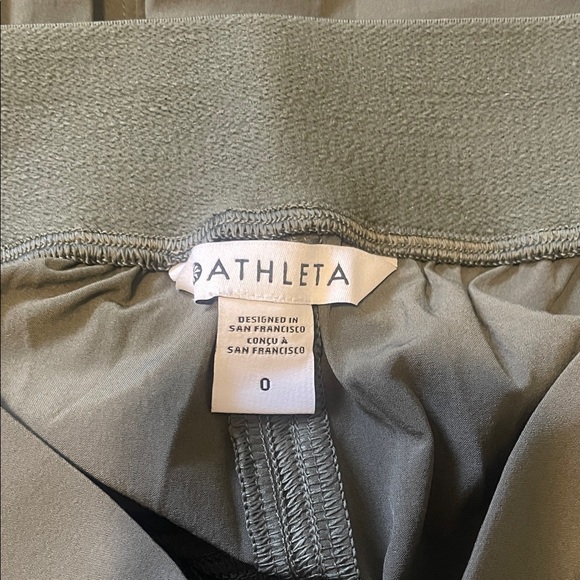 ATHLETA
DESIGNED IN
SAN FRANCISCO
CONÇU À
SAN FRANCISCO
0